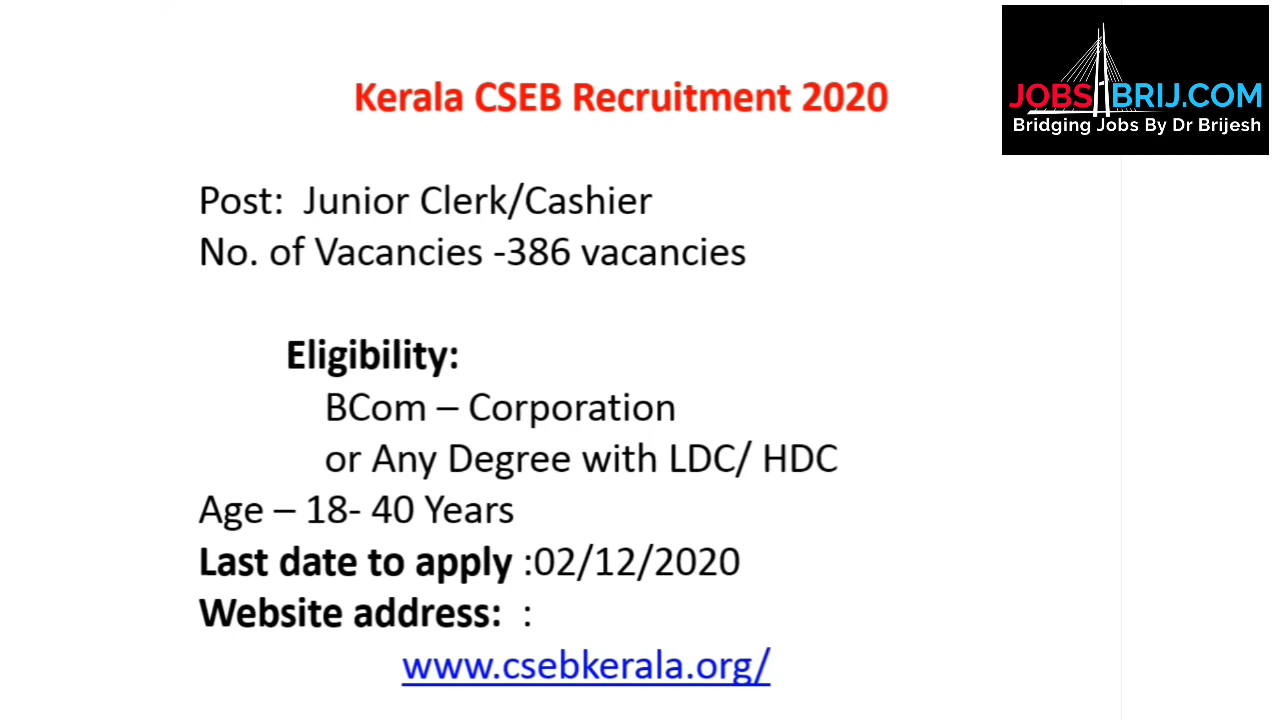 Kerala CSEB Recruitment 2020
JOBS BRIJ.COM
Bridging Jobs By Dr Brijesh
Post: Junior Clerk/Cashier
No. of Vacancies -386 vacancies
Eligibility:
BCom – Corporation
or Any Degree with LDC/ HDC
Age – 18- 40 Years
Last date to apply :02/12/2020
Website address: :
www.csebkerala.org/